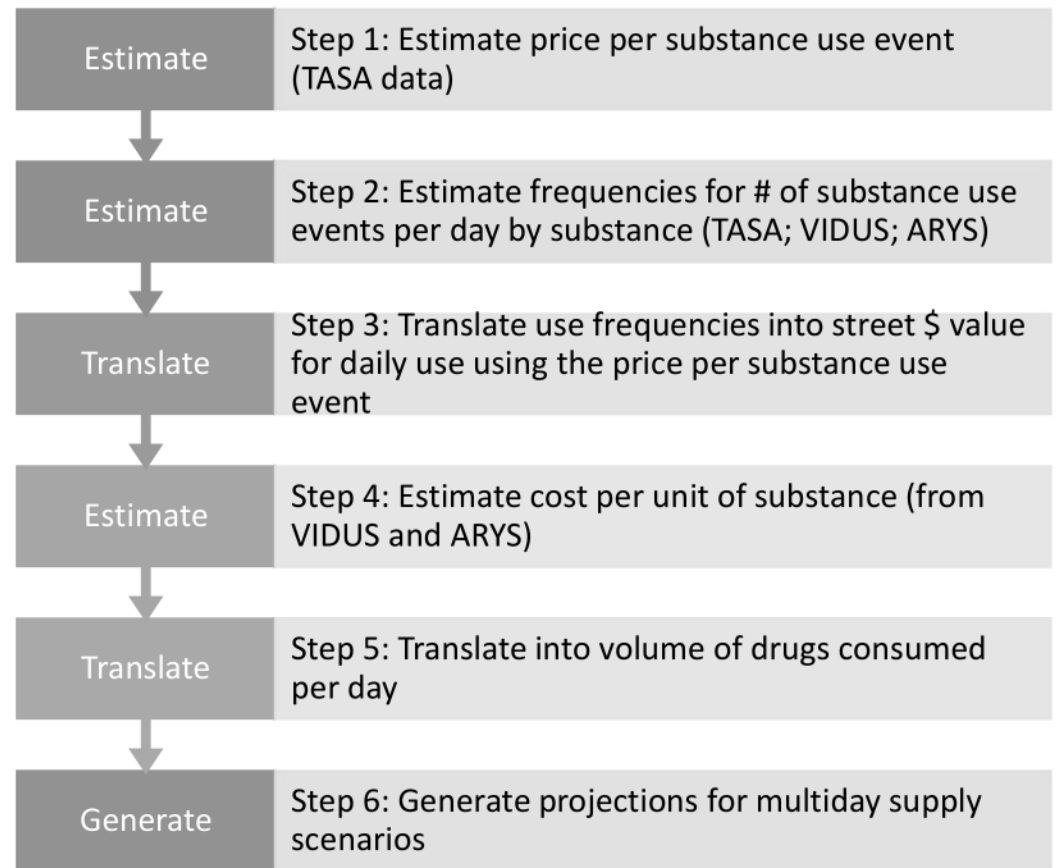 Estimate
Step 1: Estimate price per substance use event
(TASA data)
Estimate
Step 2: Estimate frequencies for # of substance use
events per day by substance (TASA; VIDUS; ARYS)
Translate
Step 3: Translate use frequencies into street $ value
for daily use using the price per substance use
event
Estimate
Step 4: Estimate cost per unit of substance (from
VIDUS and ARYS)
Translate
Step 5: Translate into volume of drugs consumed
per day
Generate
Step 6: Generate projections for multiday supply
scenarios